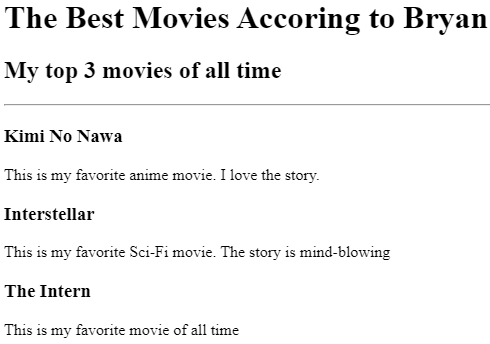 The Best Movies Accoring to Bryan
My top 3 movies of all time
Kimi No Nawa
This is my favorite anime movie. I love the story.
Interstellar
This is my favorite Sci-Fi movie. The story is mind-blowing
The Intern
This is my favorite movie of all time